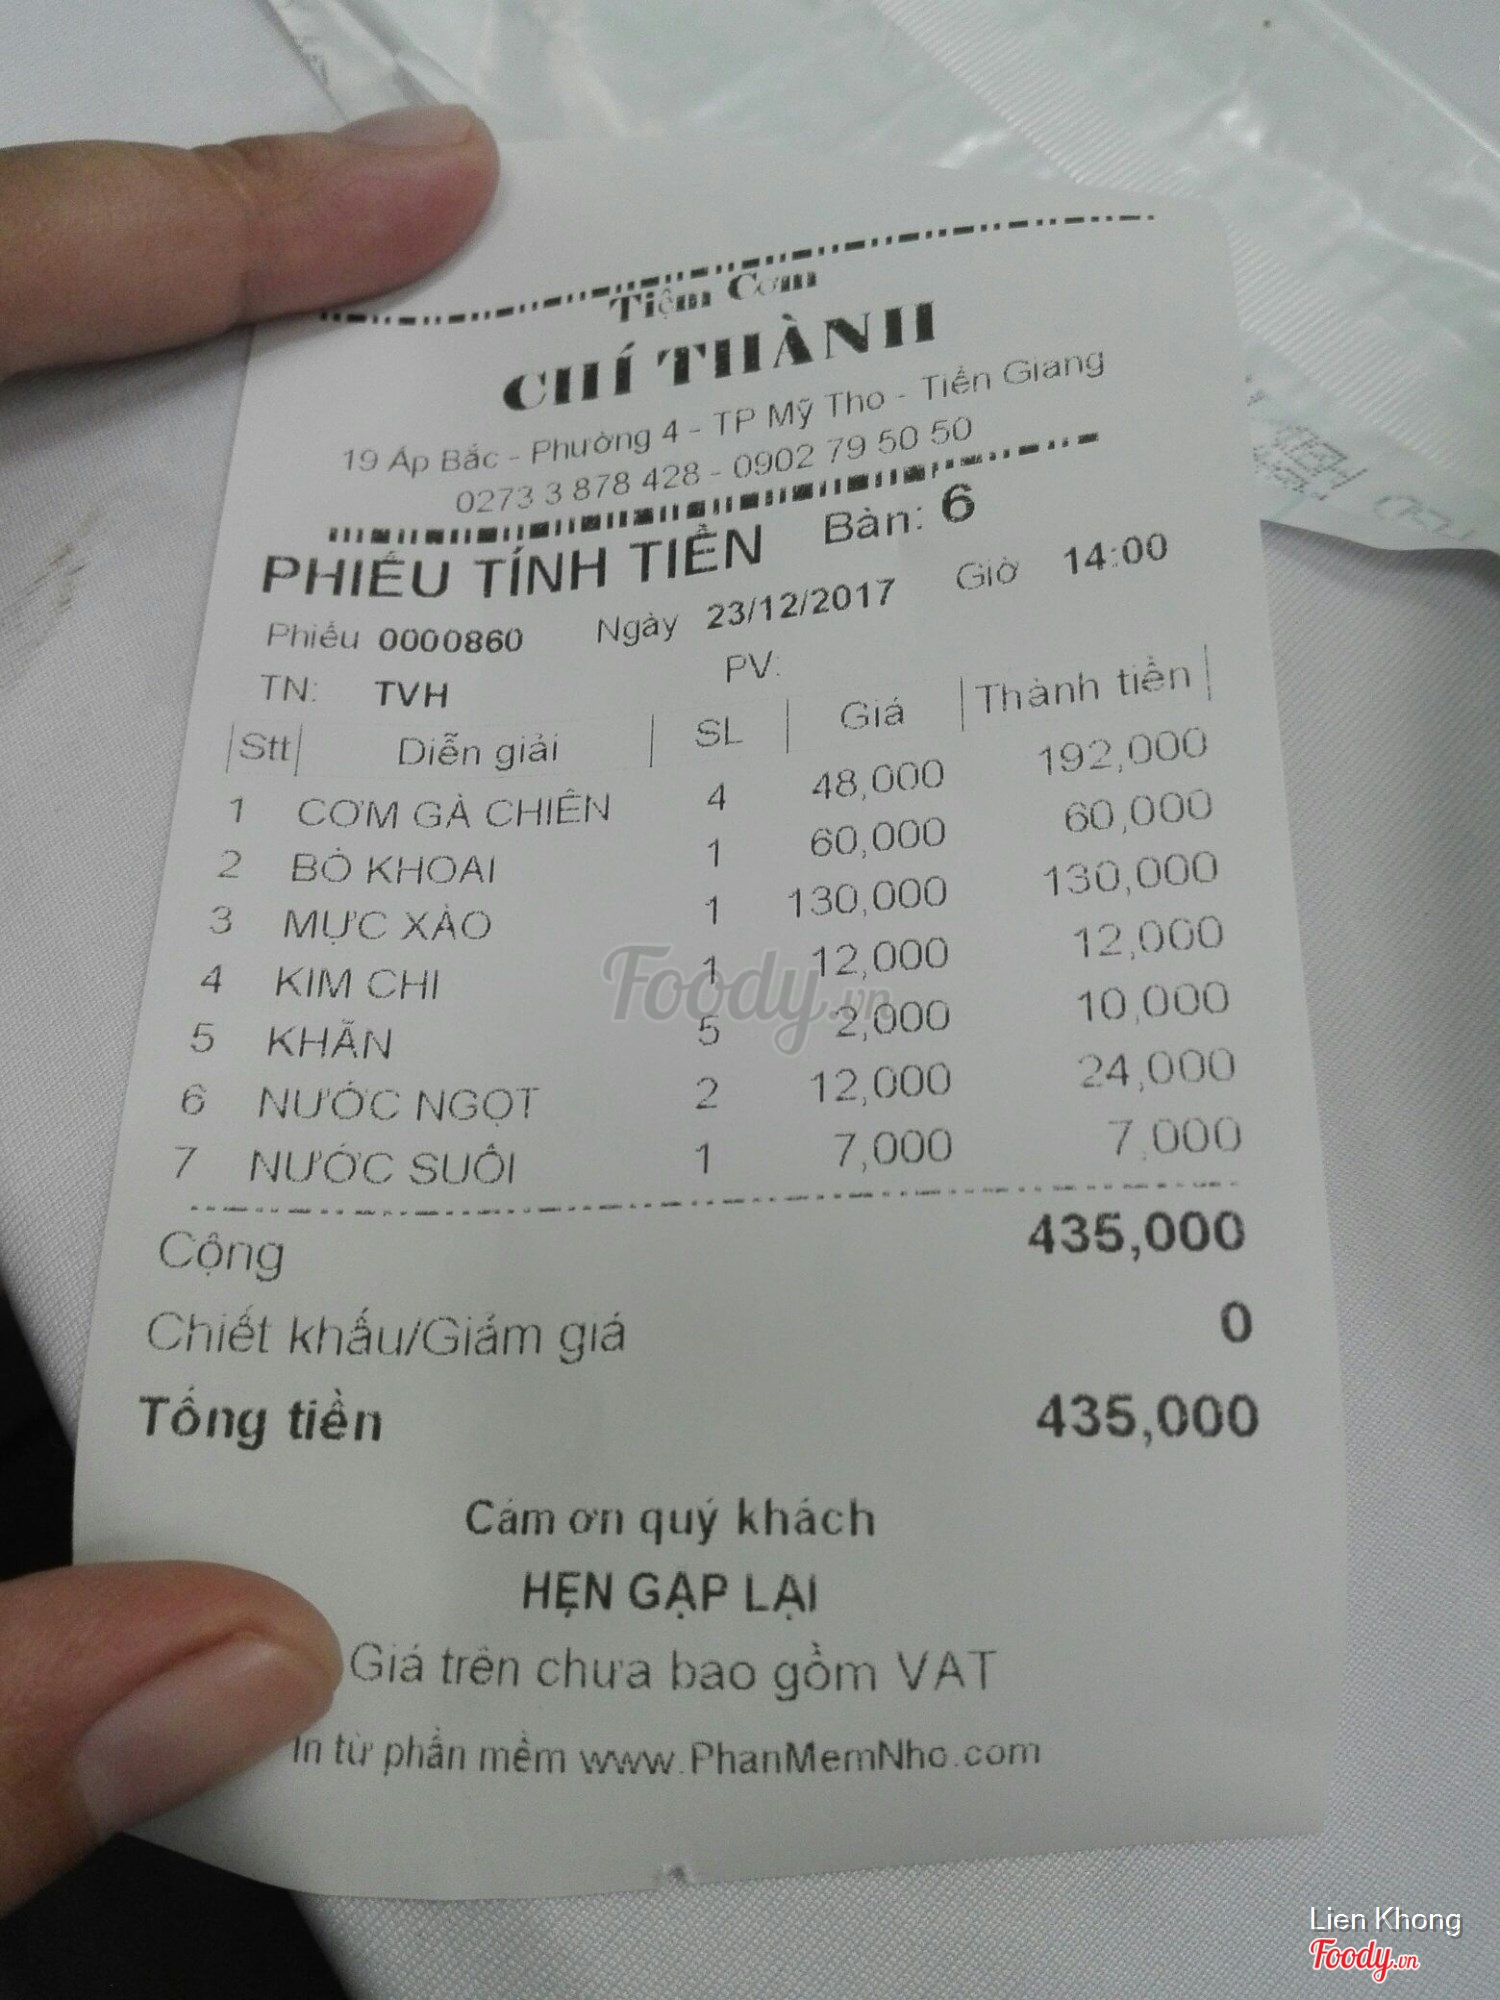 Tiệm Cơm
CHÍ THÀNH
19 Ấp Bắc - Phường 4 - TP Mỹ Tho - Tiền Giang
0273 3 878 428 - 0902 79 50 50
PHIẾU TÍNH TIỀN Bàn: 6
Phiếu 0000860 Ngày 23/12/2017 Giờ 14:00
TN: TVH PV:
Stt Diễn giải SL Giá Thành tiền
1 CƠM GÀ CHIÊN 4 48,000 192,000
2 BÒ KHOAI 1 60,000 60,000
3 MỰC XÀO 1 130,000 130,000
4 KIM CHI 1 12,000 12,000
5 KHĂN 5 2,000 10,000
6 NƯỚC NGỌT 2 12,000 24,000
7 NƯỚC SUỐI 1 7,000 7,000
Cộng 435,000
Chiết khấu/Giảm giá 0
Tổng tiền 435,000
Cám ơn quý khách
HẸN GẶP LẠI
Giá trên chưa bao gồm VAT
In từ phần mềm www.PhanMemNho.com
Foody.vn
Lien Khong
Foody.vn